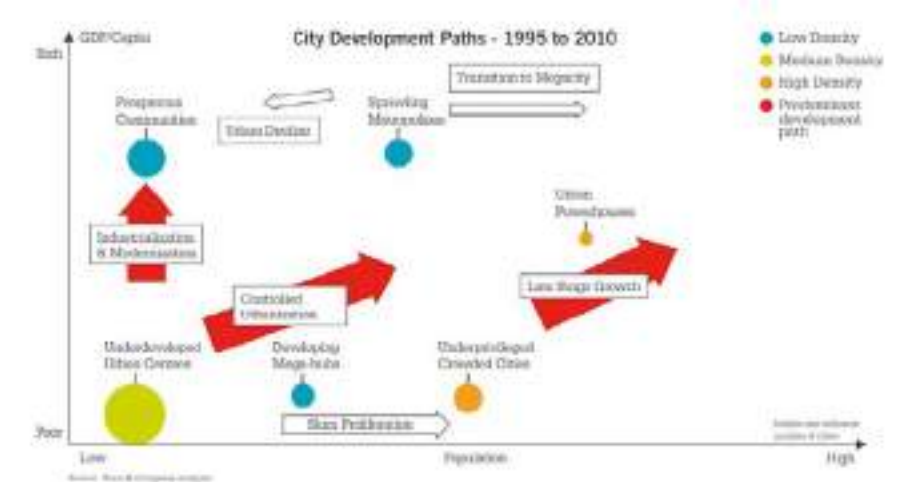 City Development Paths - 1995 to 2010
GDP/Capita
Rich
Low Density
Medium Density
High Density
Predominant
development
path
Transition to Megacity
Prosperous
Communities
Urban Decline
Sprawling
Metropolises
Urban
Powerhouses
Industrialization
& Modernisation
Controlled
Urbanization
Late Stage Growth
Underdeveloped
Urban Centres
Developing
Mega-hubs
Underprivileged
Crowded Cities
Slum Proliferation
Poor
Low
Population
High